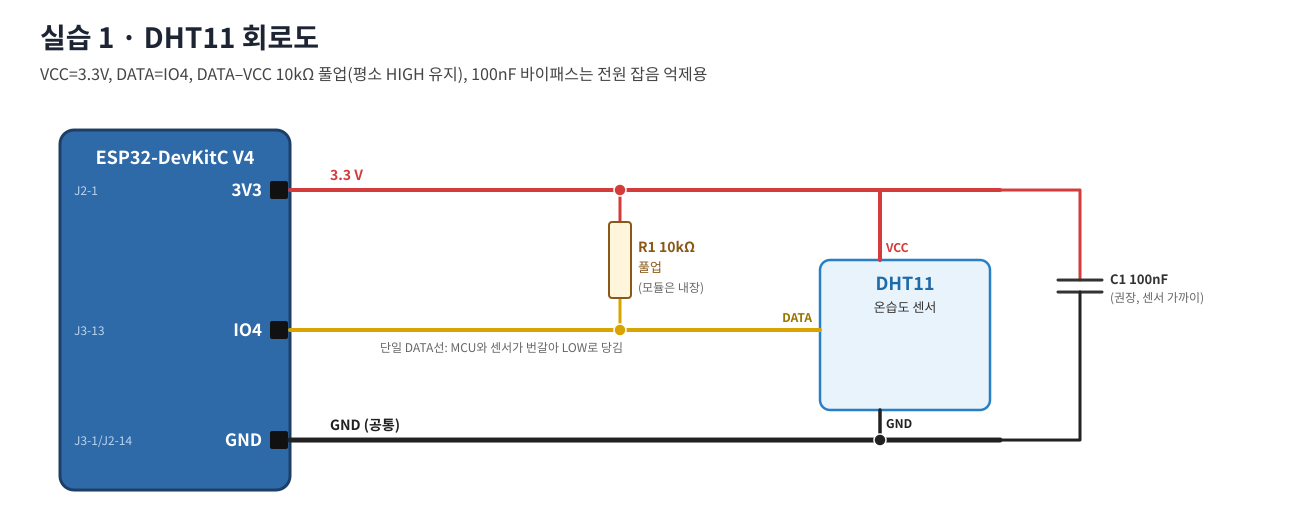 실습 1 · DHT11 회로도
VCC=3.3V, DATA=IO4, DATA–VCC 10kΩ 풀업(평소 HIGH 유지), 100nF 바이패스는 전원 잡음 억제용
ESP32-DevKitC V4
J2-1
3V3
3.3 V
R1 10kΩ
풀업
(모듈은 내장)
VCC
DHT11
온습도 센서
C1 100nF
(권장, 센서 가까이)
J3-13
IO4
DATA
단일 DATA선: MCU와 센서가 번갈아 LOW로 당김
J3-1/J2-14
GND
GND (공통)
GND